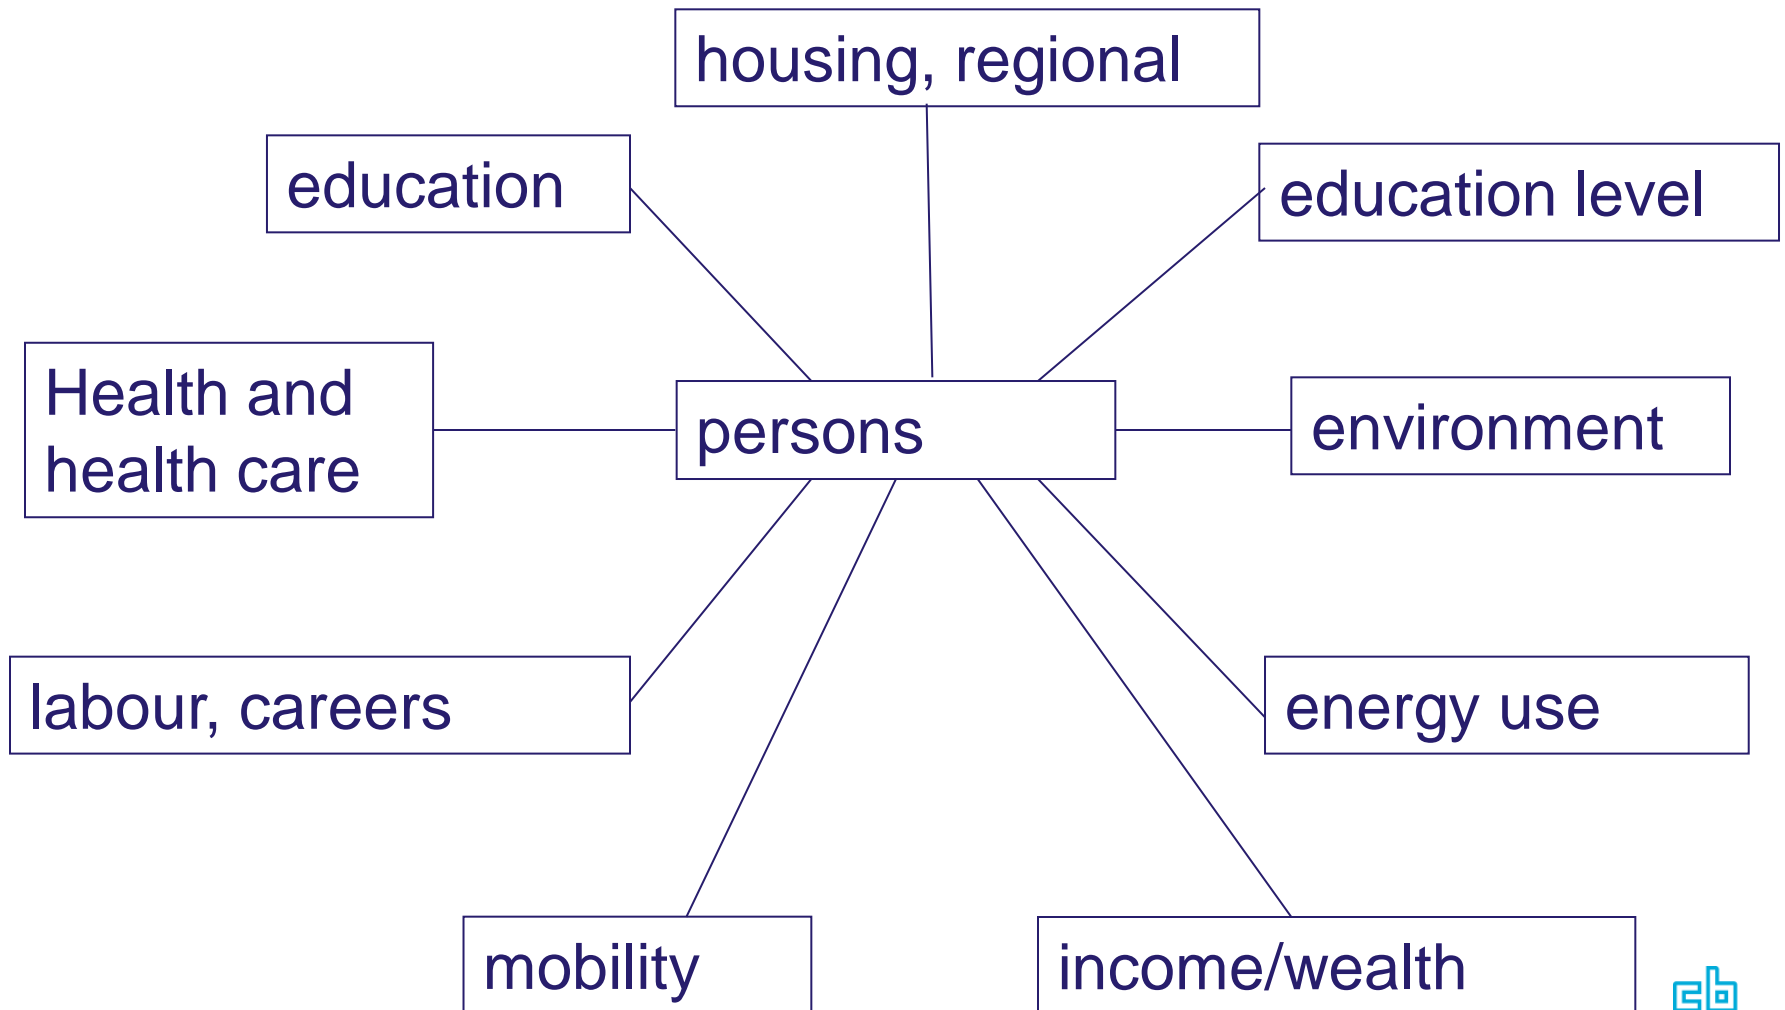 housing, regional
education
education level
Health and
health care
persons
environment
labour, careers
energy use
mobility
income/wealth